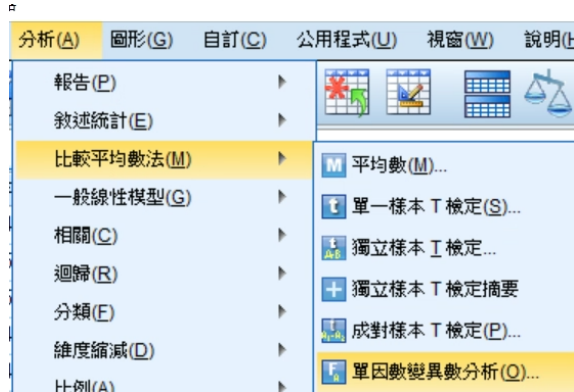 分析(A) 圖形(G) 自訂(C) 公用程式(U) 視窗(W) 說明(H
報告(P)
敘述統計(E)
比較平均數法(M)
一般線性模型(G)
相關(C)
迴歸(R)
分類(F)
維度縮減(D)
比例(A)
M 平均數(M)...
t 單一樣本 T 檢定(S)...
獨立樣本 T 檢定...
獨立樣本 T 檢定摘要
成對樣本 T 檢定(P)...
單因數變異數分析(O)...